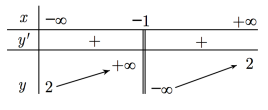 x −∞ −1 +∞
y′ + +
+∞ 2
y 2 −∞